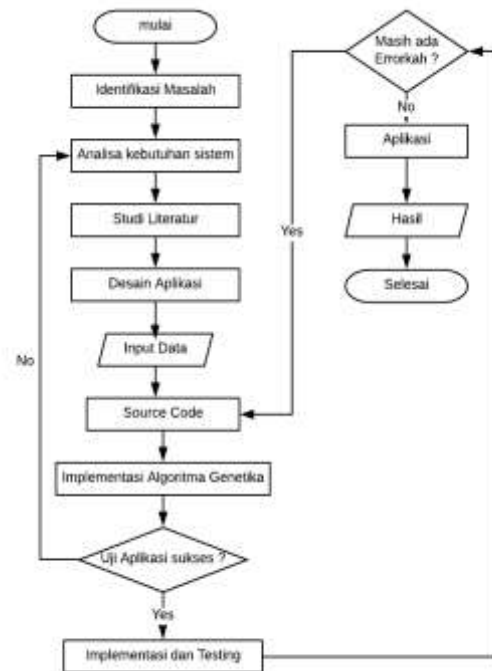 mulai
Identifikasi Masalah
Analisa kebutuhan sistem
Studi Literatur
Desain Aplikasi
Input Data
No
Source Code
Implementasi Algoritma Genetika
Uji Aplikasi sukses ?
Yes
Implementasi dan Testing
Masih ada
Errorkah ?
No
Aplikasi
Yes
Hasil
Selesai